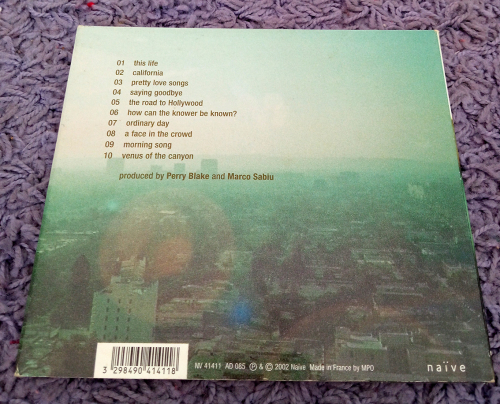 01 this life
02 california
03 pretty love songs
04 saying goodbye
05 the road to Hollywood
06 how can the knower be known?
07 ordinary day
08 a face in the crowd
09 morning song
10 venus of the canyon
produced by Perry Blake and Marco Sabiu
3 298490 414118
NV 41411 AD 085 ℗ & © 2002 Naïve Made in France by MPO
naïve